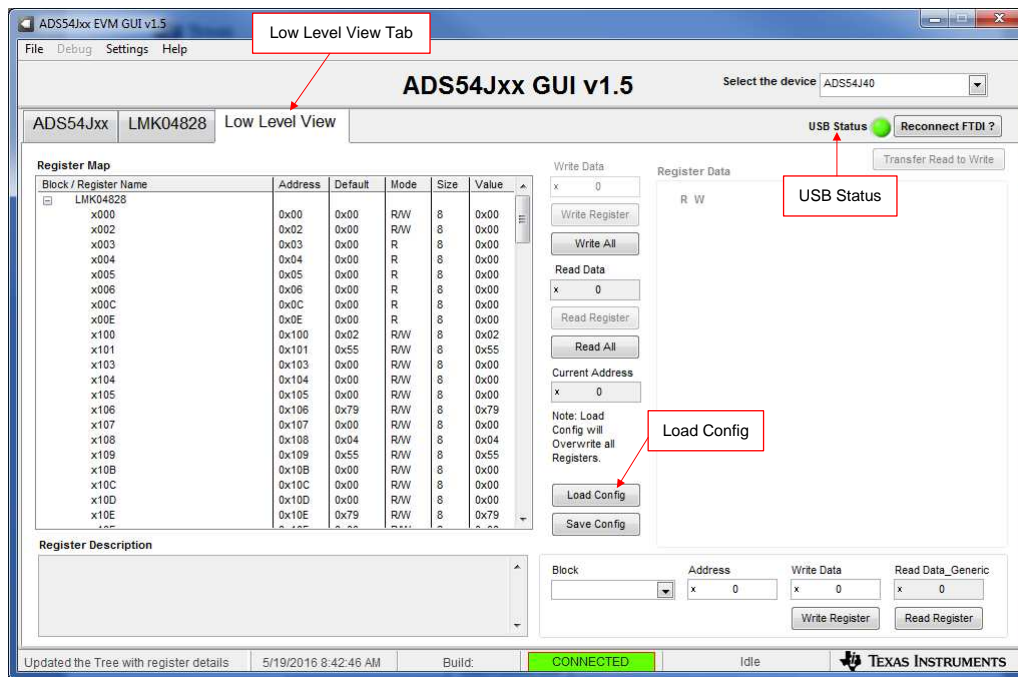 ADS54Jxx EVM GUI v1.5
Low Level View Tab
File Debug Settings Help
ADS54Jxx GUI v1.5
Select the device ADS54J40
ADS54Jxx LMK04828 Low Level View
USB Status Reconnect FTDI ?
Transfer Read to Write
Register Map
Block / Register Name Address Default Mode Size Value
LMK04828
x000 0x00 0x00 R/W 8 0x00
x002 0x02 0x00 R/W 8 0x00
x003 0x03 0x00 R 8 0x00
x004 0x04 0x00 R 8 0x00
x005 0x05 0x00 R 8 0x00
x006 0x06 0x00 R 8 0x00
x00C 0x0C 0x00 R 8 0x00
x00E 0x0E 0x00 R 8 0x00
x100 0x100 0x02 R/W 8 0x02
x101 0x101 0x55 R/W 8 0x55
x103 0x103 0x00 R/W 8 0x00
x104 0x104 0x00 R/W 8 0x00
x105 0x105 0x00 R/W 8 0x00
x106 0x106 0x79 R/W 8 0x79
x107 0x107 0x00 R/W 8 0x00
x108 0x108 0x04 R/W 8 0x04
x109 0x109 0x55 R/W 8 0x55
x10B 0x10B 0x00 R/W 8 0x00
x10C 0x10C 0x00 R/W 8 0x00
x10D 0x10D 0x00 R/W 8 0x00
x10E 0x10E 0x79 R/W 8 0x79
Write Data
x 0
Write Register
Write All
Read Data
x 0
Read Register
Read All
Current Address
x 0
Note: Load
Config will
Overwrite all
Registers.
Load Config
Save Config
Register Data
R W
USB Status
Load Config
Register Description
Block Address Write Data Read Data_Generic
x 0 x 0 x 0
Write Register Read Register
Updated the Tree with register details 5/19/2016 8:42:46 AM Build: CONNECTED Idle TEXAS INSTRUMENTS